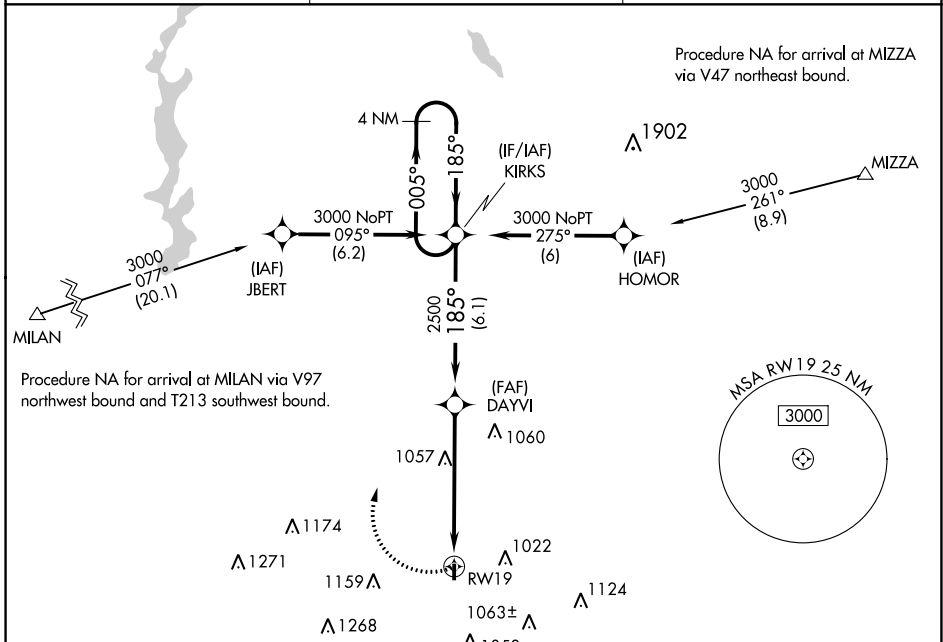 Procedure NA for arrival at MIZZA
via V47 northeast bound.
4 NM
185°
005°
(IF/IAF)
KIRKS
1902
MIZZA
3000
261°
(8.9)
3000 NoPT
095°
(6.2)
3000 NoPT
275°
(6)
(IAF)
JBERT
(IAF)
HOMOR
3000
077°
(20.1)
MILAN
2500
185°
(6.1)
Procedure NA for arrival at MILAN via V97
northwest bound and T213 southwest bound.
(FAF)
DAYVI
MSA RW19 25 NM
3000
1060
1057
1174
1271
1022
RW19
1159
1124
1063±
1268